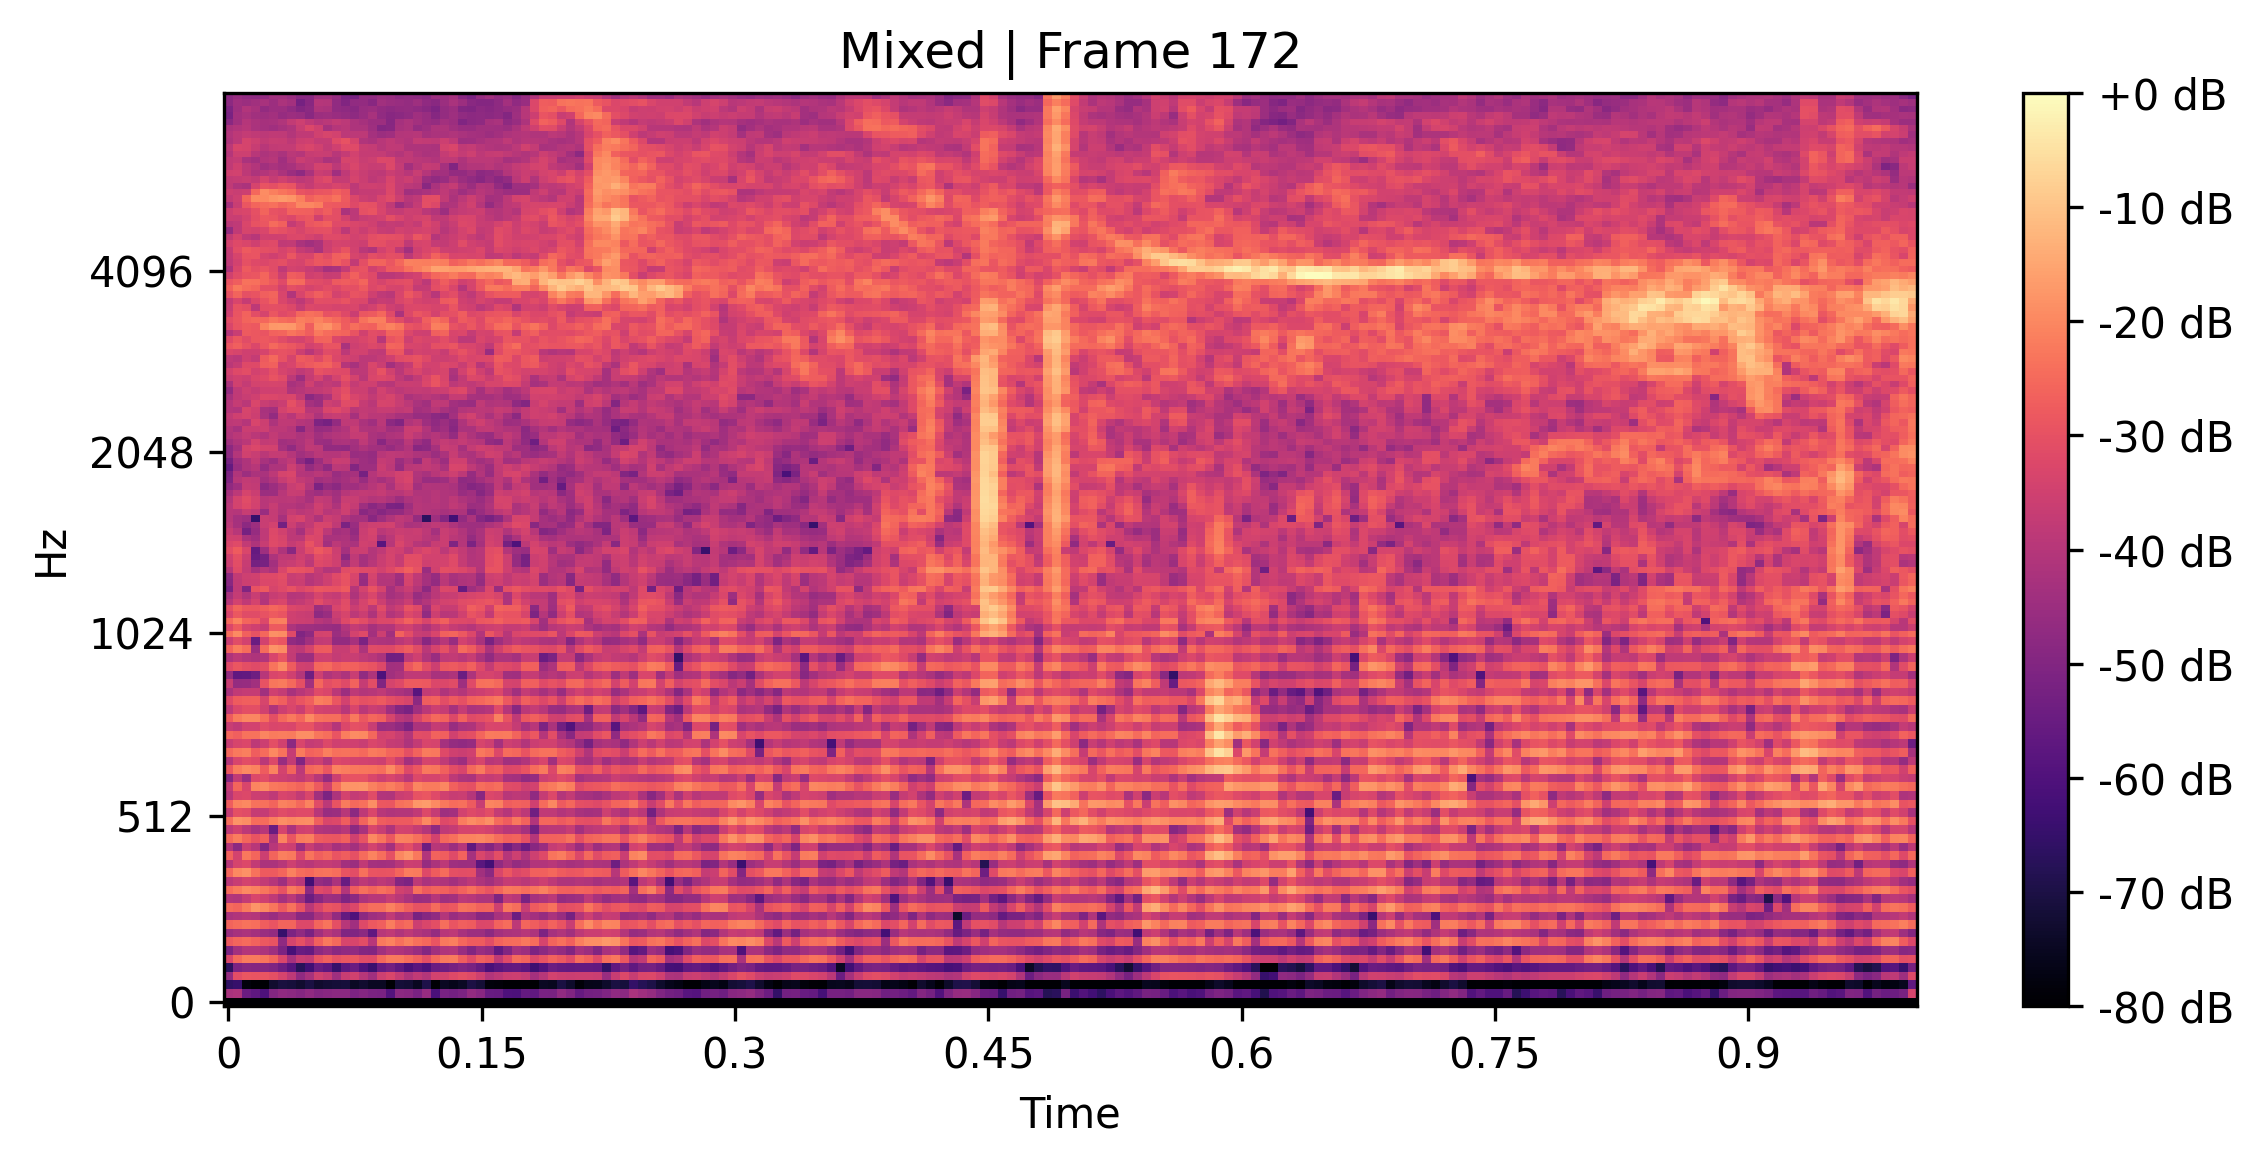 Mixed | Frame 172
Hz
4096
2048
1024
512
0
0 0.15 0.3 0.45 0.6 0.75 0.9
Time
+0 dB
-10 dB
-20 dB
-30 dB
-40 dB
-50 dB
-60 dB
-70 dB
-80 dB